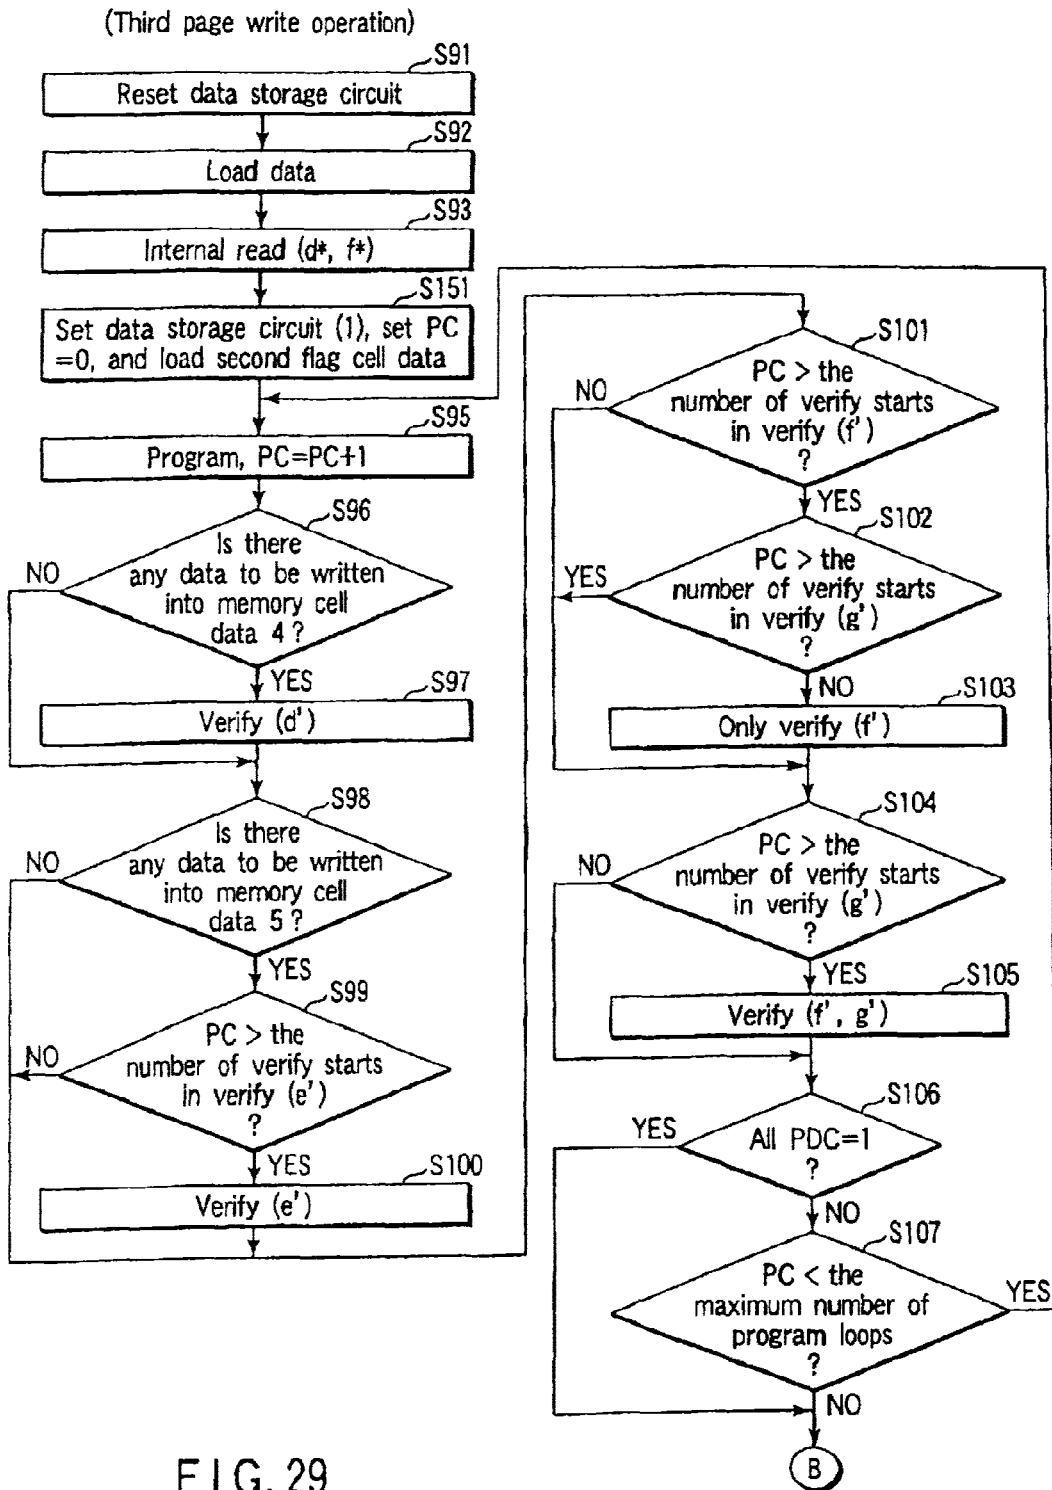 (Third page write operation)
S91
Reset data storage circuit
S92
Load data
S93
Internal read (d*, f*)
S151
Set data storage circuit (1), set PC
=0, and load second flag cell data
S95
Program, PC=PC+1
S96
Is there
any data to be written
into memory cell
data 4 ?
NO
YES
S97
Verify (d')
S98
Is there
any data to be written
into memory cell
data 5 ?
NO
YES
S99
PC > the
number of verify starts
in verify (e')
?
NO
YES
S100
Verify (e')
S101
PC > the
number of verify starts
in verify (f')
?
NO
YES
S102
PC > the
number of verify starts
in verify (g')
?
YES
NO
S103
Only verify (f')
S104
PC > the
number of verify starts
in verify (g')
?
NO
YES
S105
Verify (f', g')
S106
All PDC=1
?
YES
NO
S107
PC < the
maximum number of
program loops
?
YES
NO
B
FIG. 29